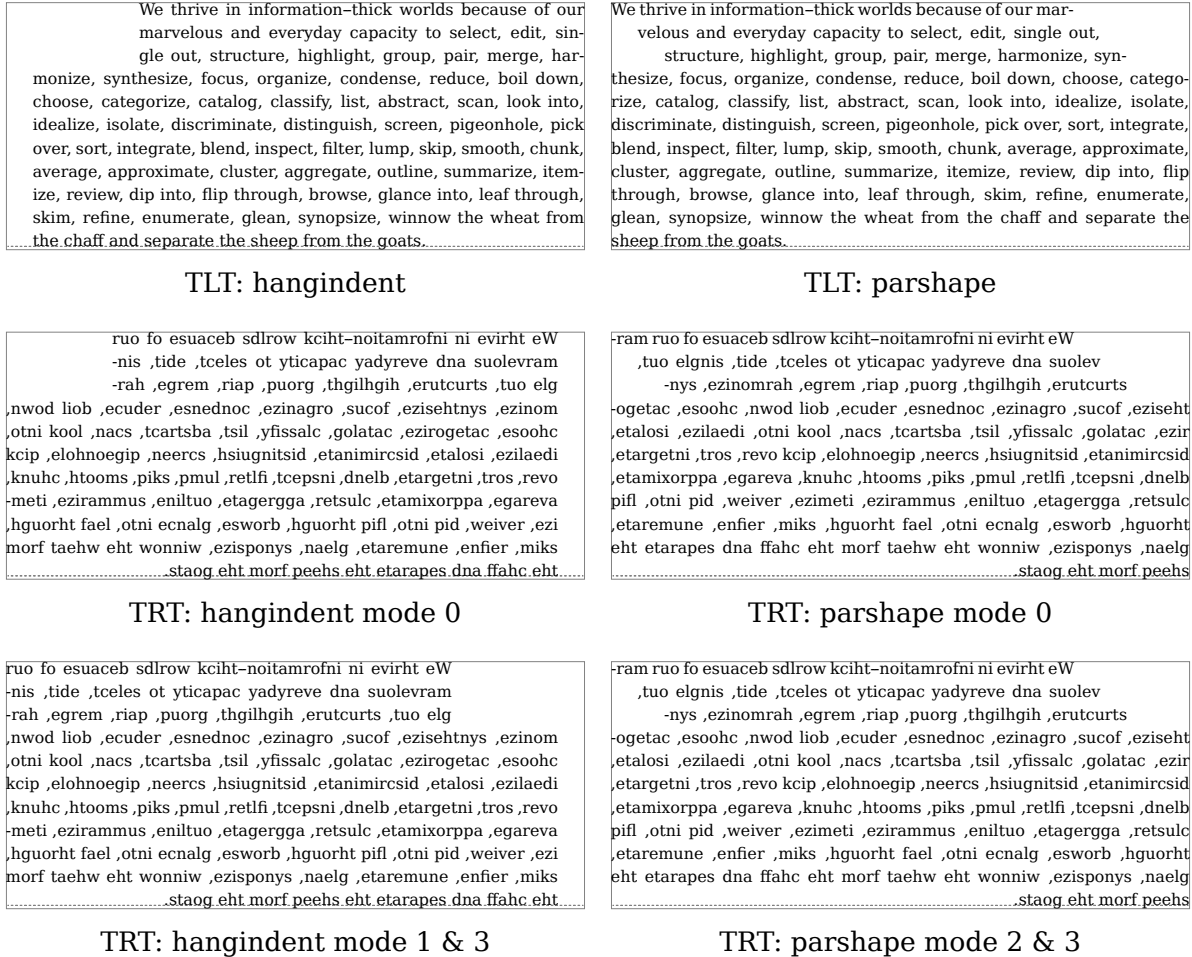 We thrive in information–thick worlds because of our
marvelous and everyday capacity to select, edit, sin-
gle out, structure, highlight, group, pair, merge, har-
monize, synthesize, focus, organize, condense, reduce, boil down,
choose, categorize, catalog, classify, list, abstract, scan, look into,
idealize, isolate, discriminate, distinguish, screen, pigeonhole, pick
over, sort, integrate, blend, inspect, filter, lump, skip, smooth, chunk,
average, approximate, cluster, aggregate, outline, summarize, item-
ize, review, dip into, flip through, browse, glance into, leaf through,
skim, refine, enumerate, glean, synopsize, winnow the wheat from
the chaff and separate the sheep from the goats.
TLT: hangindent
We thrive in information–thick worlds because of our mar-
velous and everyday capacity to select, edit, single out,
structure, highlight, group, pair, merge, harmonize, syn-
thesize, focus, organize, condense, reduce, boil down, choose, catego-
rize, catalog, classify, list, abstract, scan, look into, idealize, isolate,
discriminate, distinguish, screen, pigeonhole, pick over, sort, integrate,
blend, inspect, filter, lump, skip, smooth, chunk, average, approximate,
cluster, aggregate, outline, summarize, itemize, review, dip into, flip
through, browse, glance into, leaf through, skim, refine, enumerate,
glean, synopsize, winnow the wheat from the chaff and separate the
sheep from the goats.
TLT: parshape
ruo fo esuaceb sdlrow kciht–noitamrofni ni evirht eW
-nis ,tide ,tceles ot yticapac yadyreve dna suolevram
-rah ,egrem ,riap ,puorg ,thgilhgih ,erutcurts ,tuo elg
,nwod liob ,ecuder ,esnednoc ,ezinagro ,sucof ,ezisehtnys ,ezinom
,otni kool ,nacs ,tcartsba ,tsil ,yfissalc ,golatac ,ezirogetac ,esoohc
kcip ,elohnoegip ,neercs ,hsiugnitsid ,etanimircsid ,etalosi ,ezilaedi
,knuhc ,htooms ,piks ,pmul ,retlfi ,tcepsni ,dnelb ,etargetni ,tros ,revo
-meti ,ezirammus ,eniltuo ,etagergga ,retsulc ,etamixorppa ,egareva
,hguorht fael ,otni ecnalg ,esworb ,hguorht pifl ,otni pid ,weiver ,ezi
morf taehw eht wonniw ,ezisponys ,naelg ,etaremune ,enfier ,miks
.staog eht morf peehs eht etarapes dna ffahc eht
TRT: hangindent mode 0
-ram ruo fo esuaceb sdlrow kciht–noitamrofni ni evirht eW
,tuo elgnis ,tide ,tceles ot yticapac yadyreve dna suolev
-nys ,ezinomrah ,egrem ,riap ,puorg ,thgilhgih ,erutcurts
-ogetac ,esoohc ,nwod liob ,ecuder ,esnednoc ,ezinagro ,sucof ,eziseht
,etalosi ,ezilaedi ,otni kool ,nacs ,tcartsba ,tsil ,yfissalc ,golatac ,ezir
,etargetni ,tros ,revo kcip ,elohnoegip ,neercs ,hsiugnitsid ,etanimircsid
,etamixorppa ,egareva ,knuhc ,htooms ,piks ,pmul ,retlfi ,tcepsni ,dnelb
pifl ,otni pid ,weiver ,ezimeti ,ezirammus ,eniltuo ,etagergga ,retsulc
,etaremune ,enfier ,miks ,hguorht fael ,otni ecnalg ,esworb ,hguorht
eht etarapes dna ffahc eht morf taehw eht wonniw ,ezisponys ,naelg
.staog eht morf peehs
TRT: parshape mode 0
ruo fo esuaceb sdlrow kciht–noitamrofni ni evirht eW
-nis ,tide ,tceles ot yticapac yadyreve dna suolevram
-rah ,egrem ,riap ,puorg ,thgilhgih ,erutcurts ,tuo elg
,nwod liob ,ecuder ,esnednoc ,ezinagro ,sucof ,ezisehtnys ,ezinom
,otni kool ,nacs ,tcartsba ,tsil ,yfissalc ,golatac ,ezirogetac ,esoohc
kcip ,elohnoegip ,neercs ,hsiugnitsid ,etanimircsid ,etalosi ,ezilaedi
,knuhc ,htooms ,piks ,pmul ,retlfi ,tcepsni ,dnelb ,etargetni ,tros ,revo
-meti ,ezirammus ,eniltuo ,etagergga ,retsulc ,etamixorppa ,egareva
,hguorht fael ,otni ecnalg ,esworb ,hguorht pifl ,otni pid ,weiver ,ezi
morf taehw eht wonniw ,ezisponys ,naelg ,etaremune ,enfier ,miks
.staog eht morf peehs eht etarapes dna ffahc eht
TRT: hangindent mode 1 & 3
-ram ruo fo esuaceb sdlrow kciht–noitamrofni ni evirht eW
,tuo elgnis ,tide ,tceles ot yticapac yadyreve dna suolev
-nys ,ezinomrah ,egrem ,riap ,puorg ,thgilhgih ,erutcurts
-ogetac ,esoohc ,nwod liob ,ecuder ,esnednoc ,ezinagro ,sucof ,eziseht
,etalosi ,ezilaedi ,otni kool ,nacs ,tcartsba ,tsil ,yfissalc ,golatac ,ezir
,etargetni ,tros ,revo kcip ,elohnoegip ,neercs ,hsiugnitsid ,etanimircsid
,etamixorppa ,egareva ,knuhc ,htooms ,piks ,pmul ,retlfi ,tcepsni ,dnelb
pifl ,otni pid ,weiver ,ezimeti ,ezirammus ,eniltuo ,etagergga ,retsulc
,etaremune ,enfier ,miks ,hguorht fael ,otni ecnalg ,esworb ,hguorht
eht etarapes dna ffahc eht morf taehw eht wonniw ,ezisponys ,naelg
.staog eht morf peehs
TRT: parshape mode 2 & 3